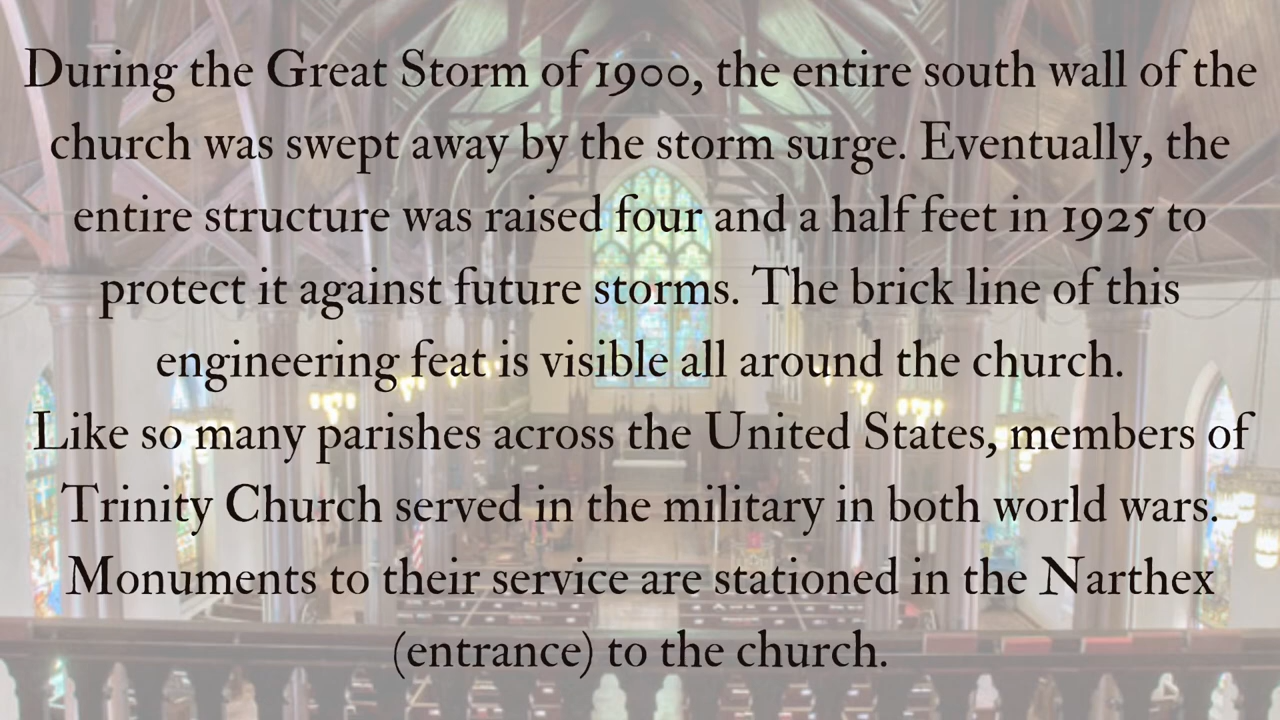 During the Great Storm of 1900, the entire south wall of the
church was swept away by the storm surge. Eventually, the
entire structure was raised four and a half feet in 1925 to
protect it against future storms. The brick line of this
engineering feat is visible all around the church.
Like so many parishes across the United States, members of
Trinity Church served in the military in both world wars.
Monuments to their service are stationed in the Narthex
(entrance) to the church.